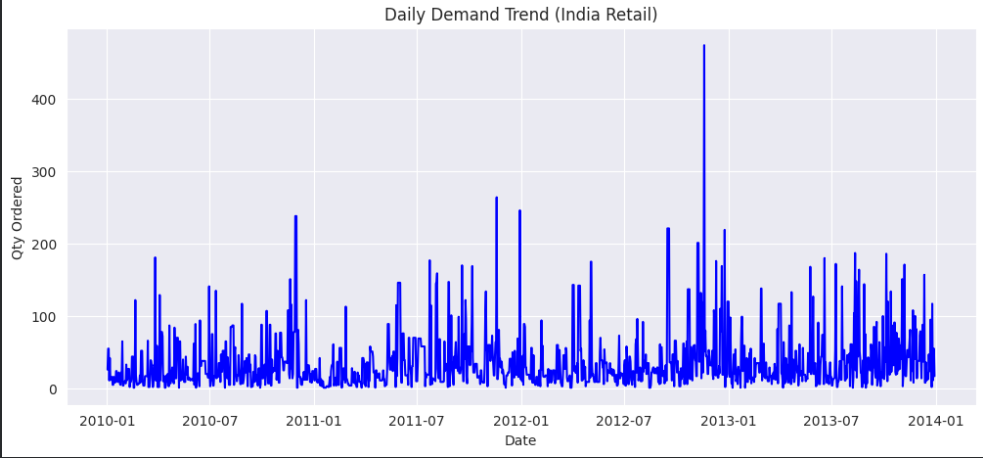 Daily Demand Trend (India Retail)
Qty Ordered
400
300
200
100
0
2010-01 2010-07 2011-01 2011-07 2012-01 2012-07 2013-01 2013-07 2014-01
Date